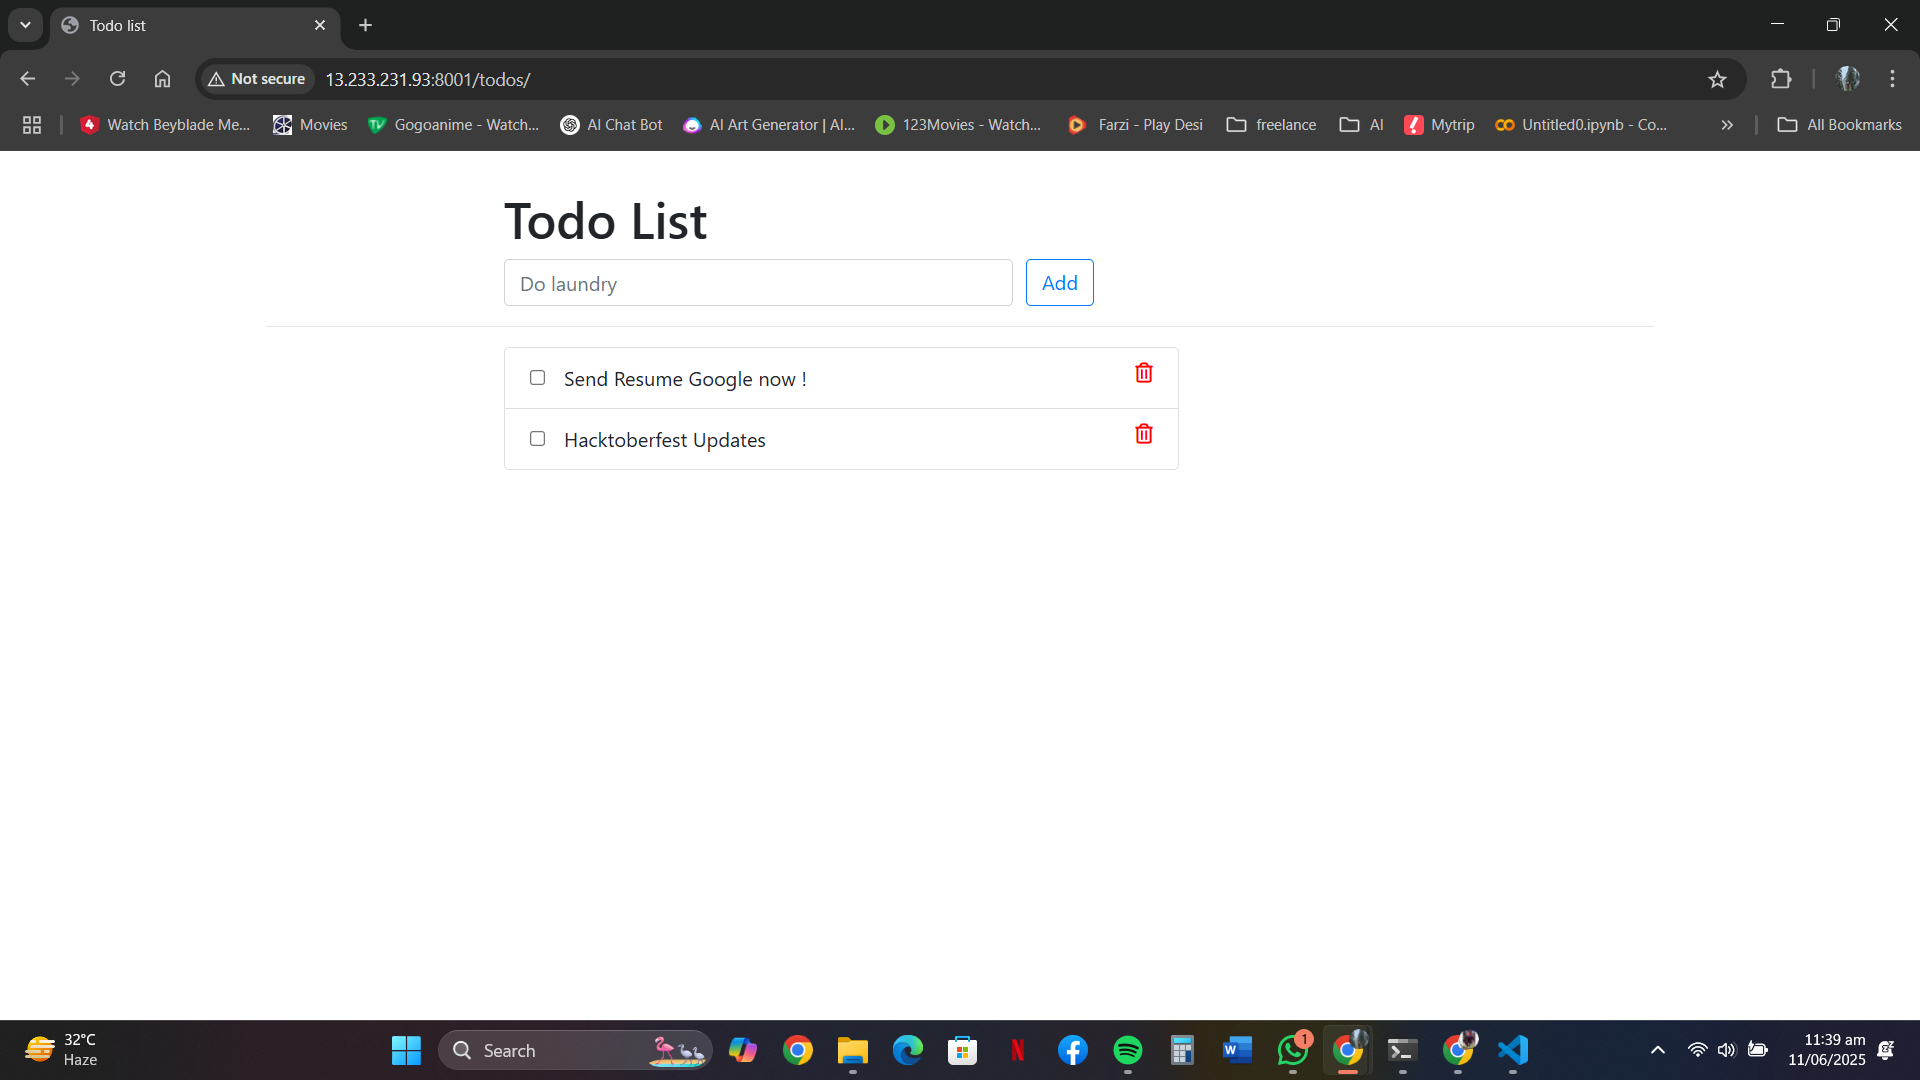 Todo list
Not secure 13.233.231.93:8001/todos/
Watch Beyblade Me... Movies Gogoanime - Watch... AI Chat Bot AI Art Generator | AI... 123Movies - Watch... Farzi - Play Desi freelance AI Mytrip Untitled0.ipynb - Co... All Bookmarks
Todo List
Do laundry Add
Send Resume Google now !
Hacktoberfest Updates
32°C
Haze
Search
1
11:39 am
11/06/2025